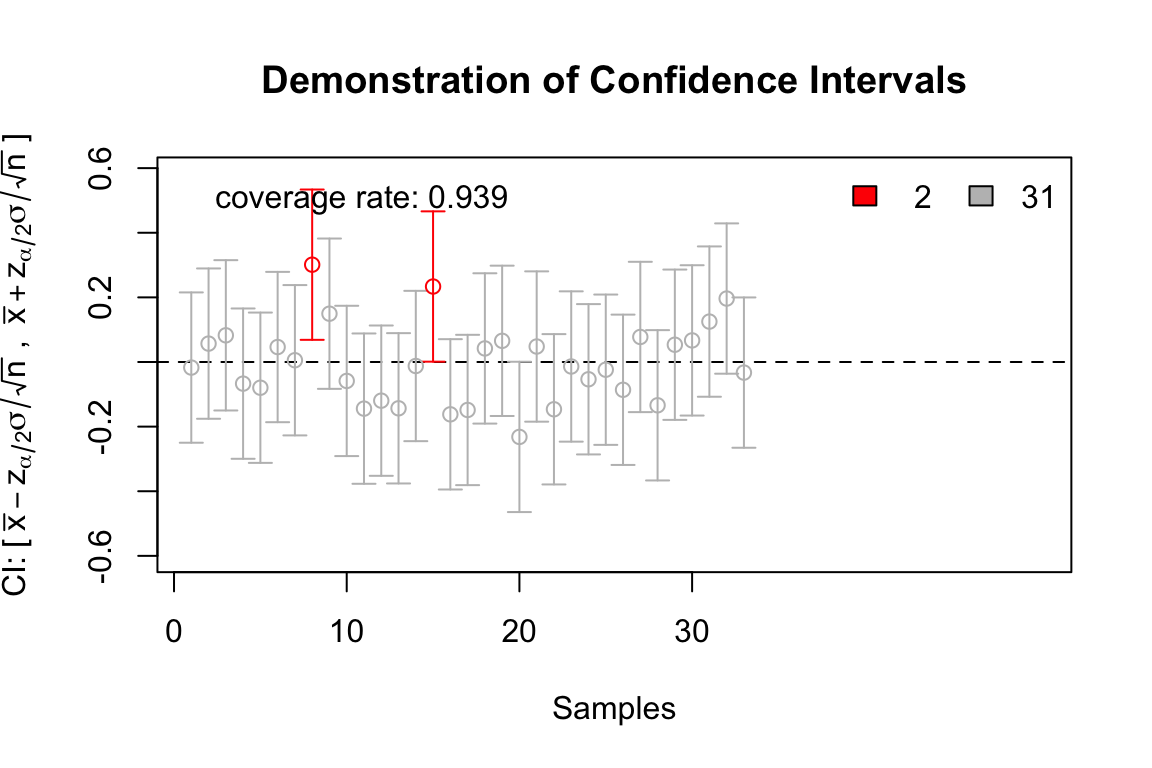 Demonstration of Confidence Intervals
CI: [ x̅ − zα/2σ/√n , x̅ + zα/2σ/√n ]
0.6
0.2
-0.2
-0.6
coverage rate: 0.939
2 31
0 10 20 30
Samples